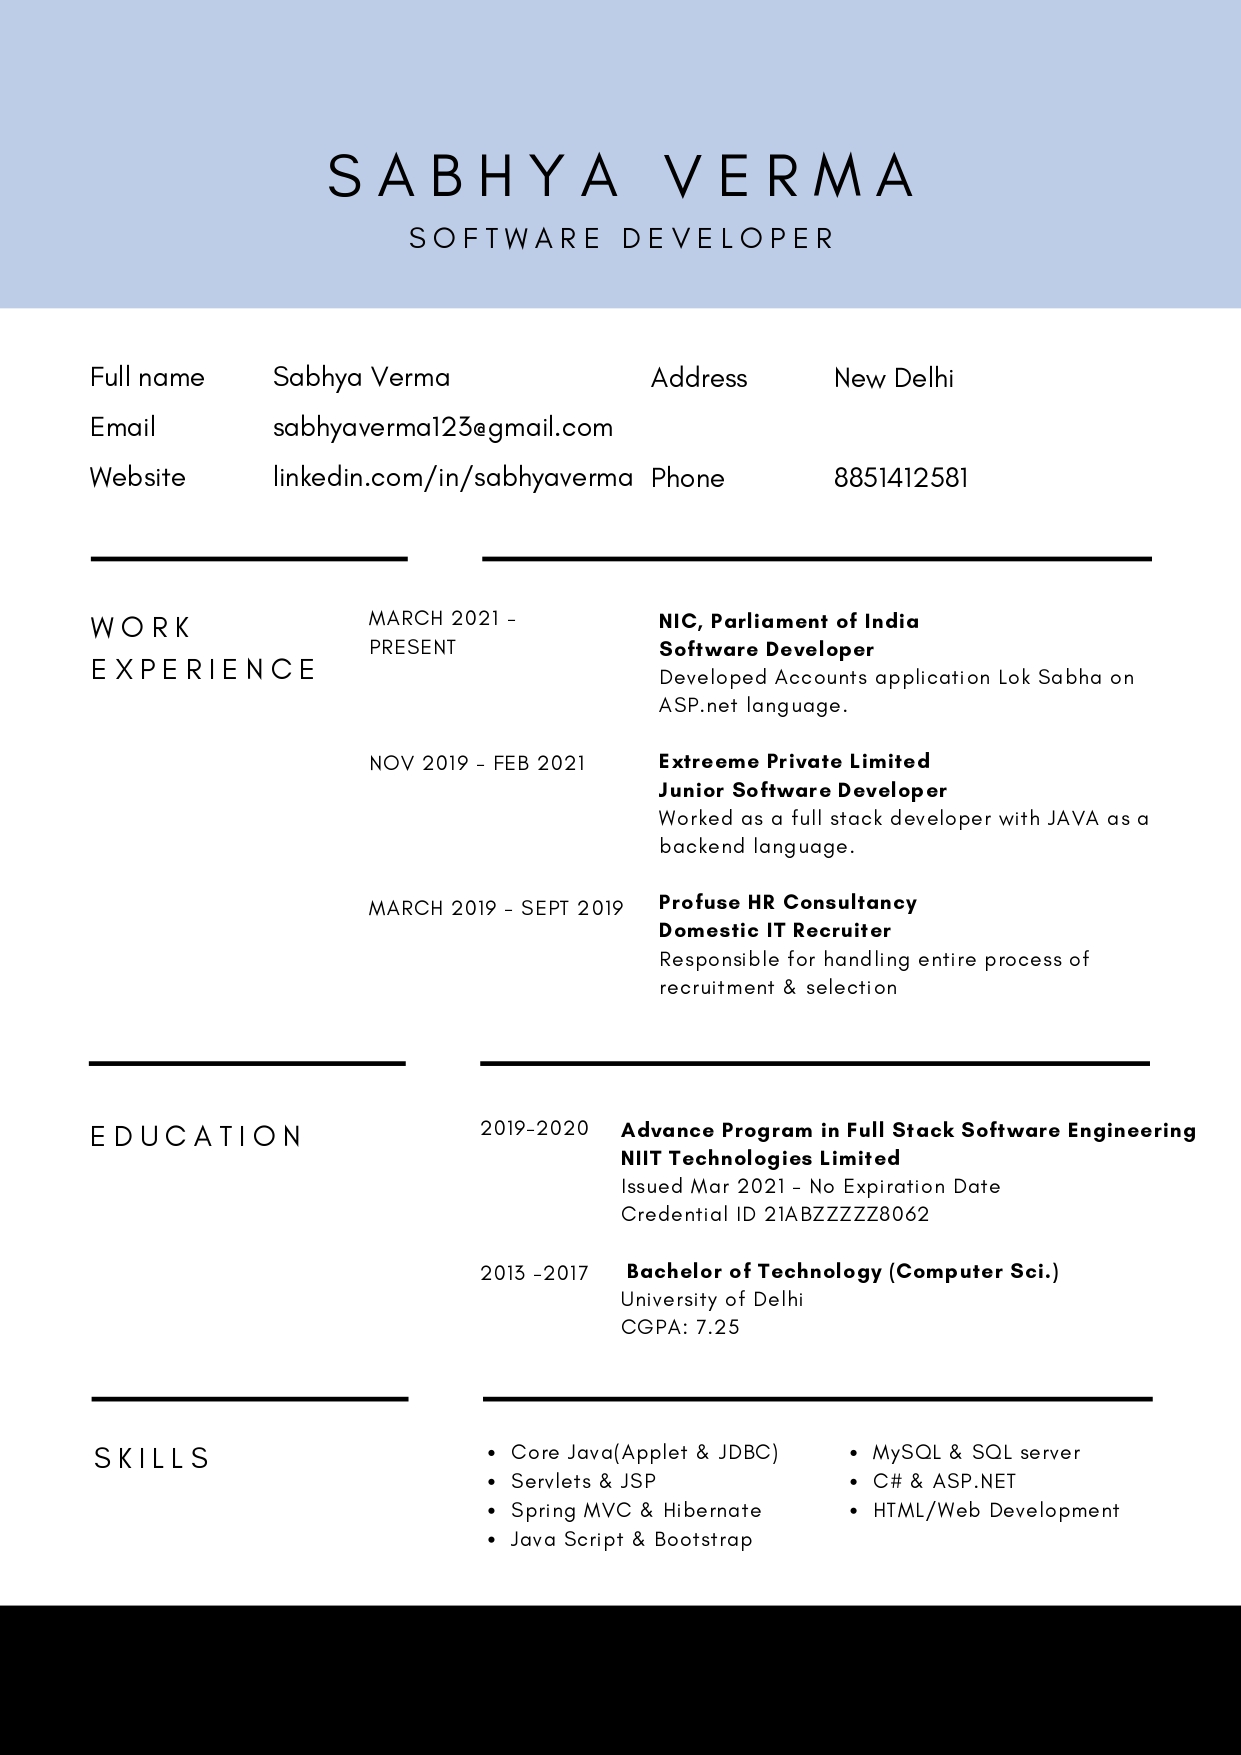 SABHYA VERMA
SOFTWARE DEVELOPER
Full name Sabhya Verma Address New Delhi
Email sabhyaverma123@gmail.com
Website linkedin.com/in/sabhyaverma Phone 8851412581
WORK
EXPERIENCE
MARCH 2021 -
PRESENT
NIC, Parliament of India
Software Developer
Developed Accounts application Lok Sabha on
ASP.net language.
NOV 2019 - FEB 2021
Extreeme Private Limited
Junior Software Developer
Worked as a full stack developer with JAVA as a
backend language.
MARCH 2019 - SEPT 2019
Profuse HR Consultancy
Domestic IT Recruiter
Responsible for handling entire process of
recruitment & selection
EDUCATION
2019-2020
Advance Program in Full Stack Software Engineering
NIIT Technologies Limited
Issued Mar 2021 - No Expiration Date
Credential ID 21ABZZZZZ8062
2013 -2017
Bachelor of Technology (Computer Sci.)
University of Delhi
CGPA: 7.25
SKILLS
• Core Java(Applet & JDBC)
• Servlets & JSP
• Spring MVC & Hibernate
• Java Script & Bootstrap
• MySQL & SQL server
• C# & ASP.NET
• HTML/Web Development